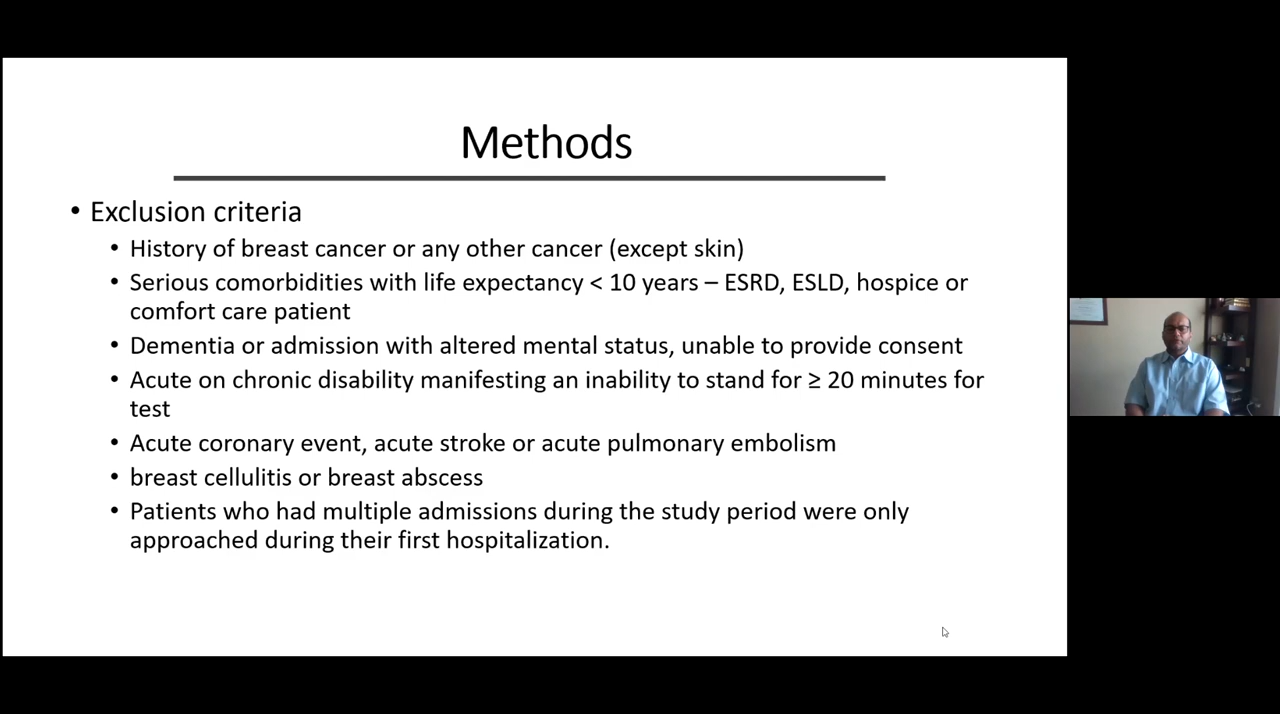 Methods
• Exclusion criteria
• History of breast cancer or any other cancer (except skin)
• Serious comorbidities with life expectancy < 10 years – ESRD, ESLD, hospice or
comfort care patient
• Dementia or admission with altered mental status, unable to provide consent
• Acute on chronic disability manifesting an inability to stand for ≥ 20 minutes for
test
• Acute coronary event, acute stroke or acute pulmonary embolism
• breast cellulitis or breast abscess
• Patients who had multiple admissions during the study period were only
approached during their first hospitalization.